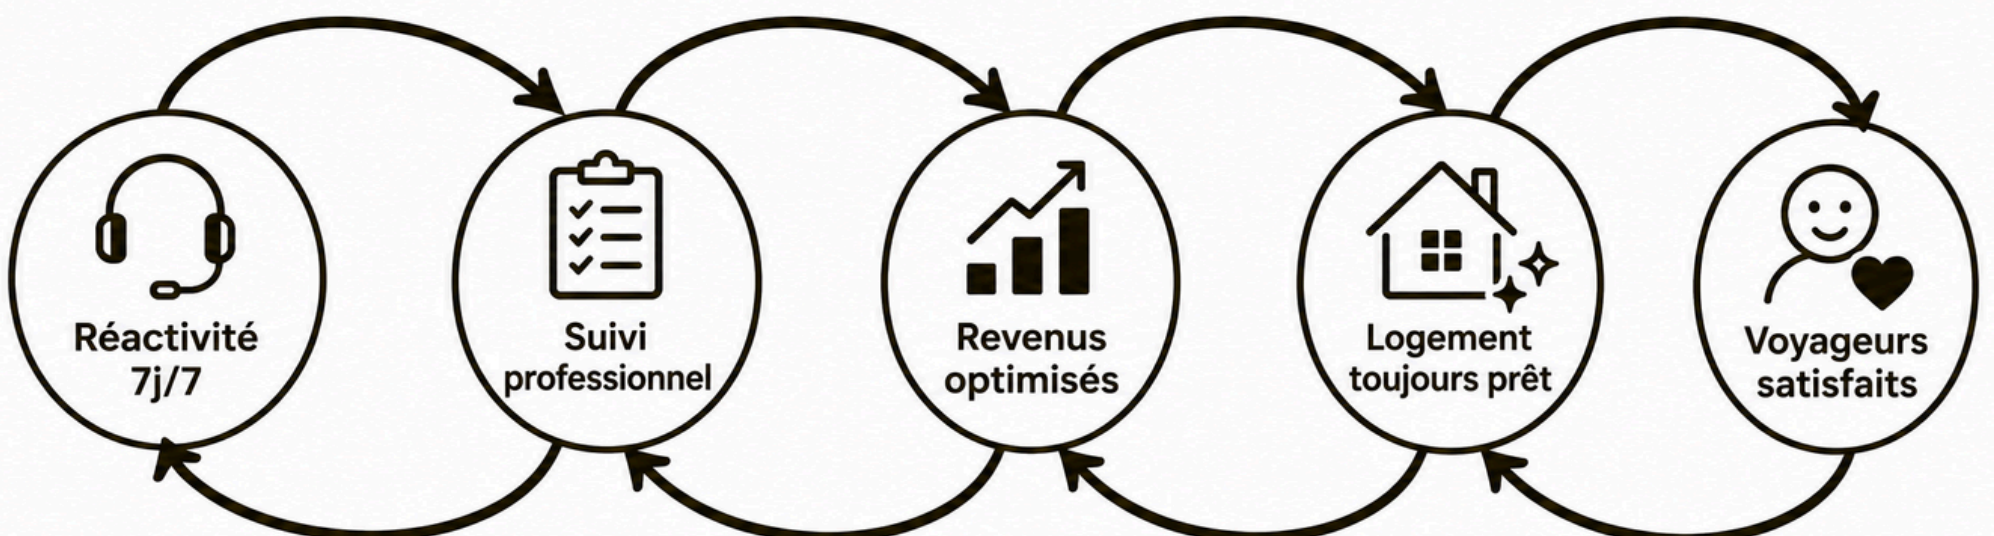 Réactivité
7j/7
Suivi
professionnel
Revenus
optimisés
Logement
toujours prêt
Voyageurs
satisfaits